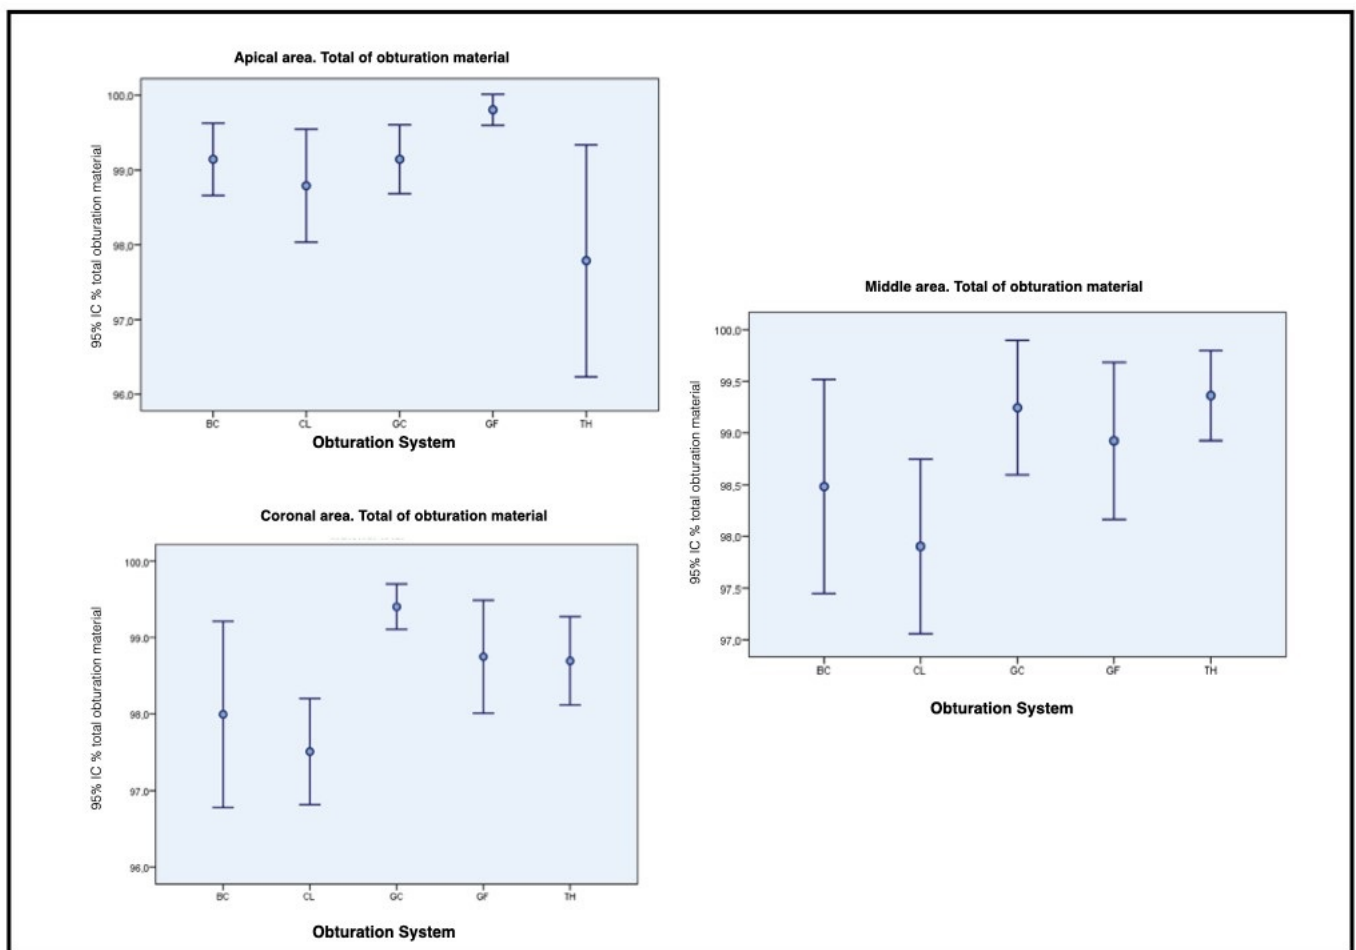 Apical area. Total of obturation material
95% IC % total obturation material
100,0
99,0
98,0
97,0
96,0
BC CL GC GF TH
Obturation System
Middle area. Total of obturation material
95% IC % total obturation material
100,0
99,5
99,0
98,5
98,0
97,5
97,0
BC CL GC GF TH
Obturation System
Coronal area. Total of obturation material
95% IC % total obturation material
100,0
99,0
98,0
97,0
96,0
BC CL GC GF TH
Obturation System